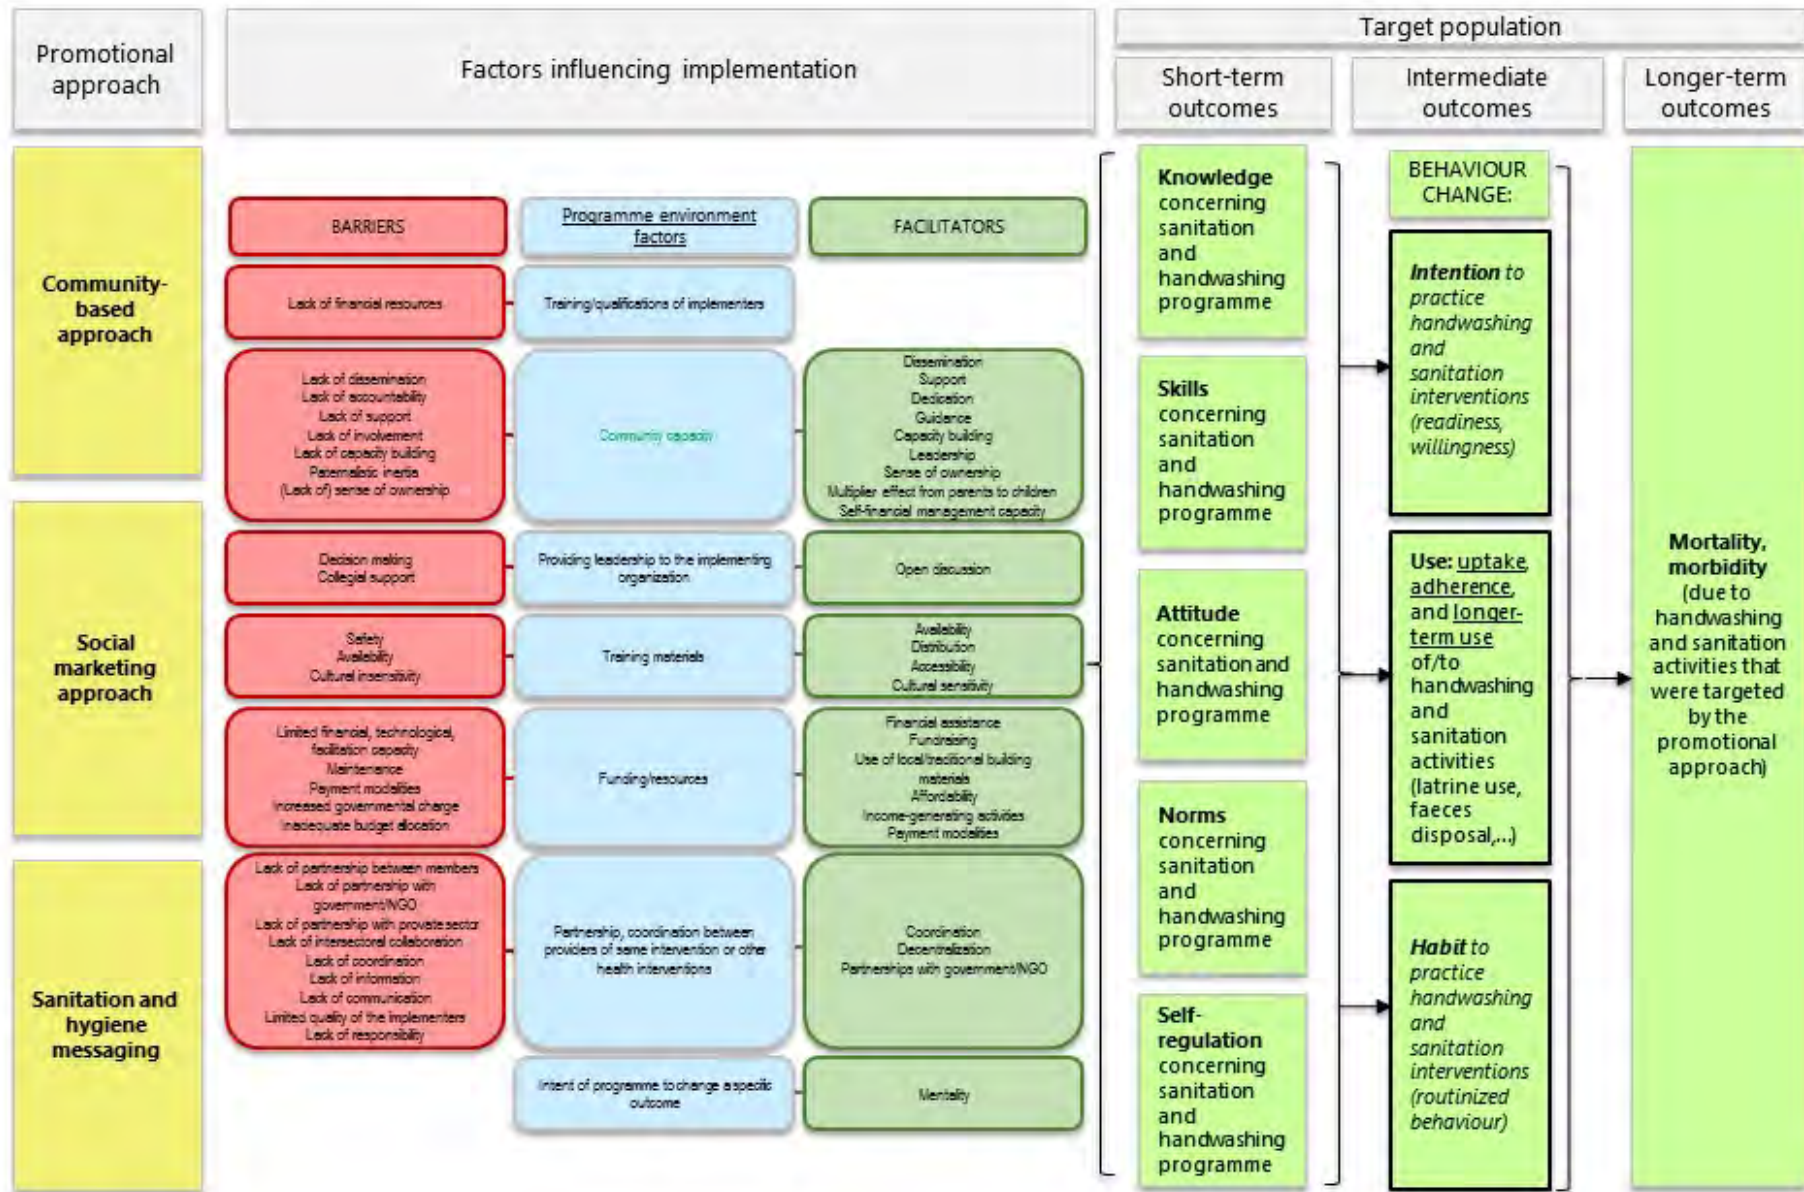 Promotional
approach
Factors influencing implementation
Target population
Short-term
outcomes
Intermediate
outcomes
Longer-term
outcomes
Community-
based
approach
Social
marketing
approach
Sanitation and
hygiene
messaging
BARRIERS
Programme environment
factors
FACILITATORS
Lack of financial resources
Training/qualifications of implementers
Lack of dissemination
Lack of accountability
Lack of support
Lack of involvement
Lack of capacity building
Paternalistic inertia
(Lack of) sense of ownership
Community capacity
Dissemination
Support
Dedication
Guidance
Capacity building
Leadership
Sense of ownership
Multiplier effect from parents to children
Self-financial management capacity
Decision making
Collegial support
Providing leadership to the implementing
organization
Open discussion
Safety
Availability
Cultural insensitivity
Training materials
Availability
Distribution
Accessibility
Cultural sensitivity
Limited financial, technological,
facilitation capacity
Maintenance
Payment modalities
Increased governmental charge
Inadequate budget allocation
Funding/resources
Financial assistance
Fundraising
Use of local/traditional building
materials
Affordability
Income-generating activities
Payment modalities
Lack of partnership between members
Lack of partnership with
government/NGO
Lack of partnership with provate sector
Lack of intersectoral collaboration
Lack of coordination
Lack of information
Lack of communication
Limited quality of the implementers
Lack of responsibility
Partnership, coordination between
providers of same intervention or other
health interventions
Coordination
Decentralization
Partnerships with government/NGO
Intent of programme to change a specific
outcome
Mentality
Knowledge
concerning
sanitation
and
handwashing
programme
Skills
concerning
sanitation
and
handwashing
programme
Attitude
concerning
sanitation and
handwashing
programme
Norms
concerning
sanitation
and
handwashing
programme
Self-
regulation
concerning
sanitation
and
handwashing
programme
BEHAVIOUR
CHANGE:
Intention to
practice
handwashing
and
sanitation
interventions
(readiness,
willingness)
Use: uptake,
adherence,
and longer-
term use
of/to
handwashing
and
sanitation
activities
(latrine use,
faeces
disposal,...)
Habit to
practice
handwashing
and
sanitation
interventions
(routinized
behaviour)
Mortality,
morbidity
(due to
handwashing
and sanitation
activities that
were targeted
by the
promotional
approach)